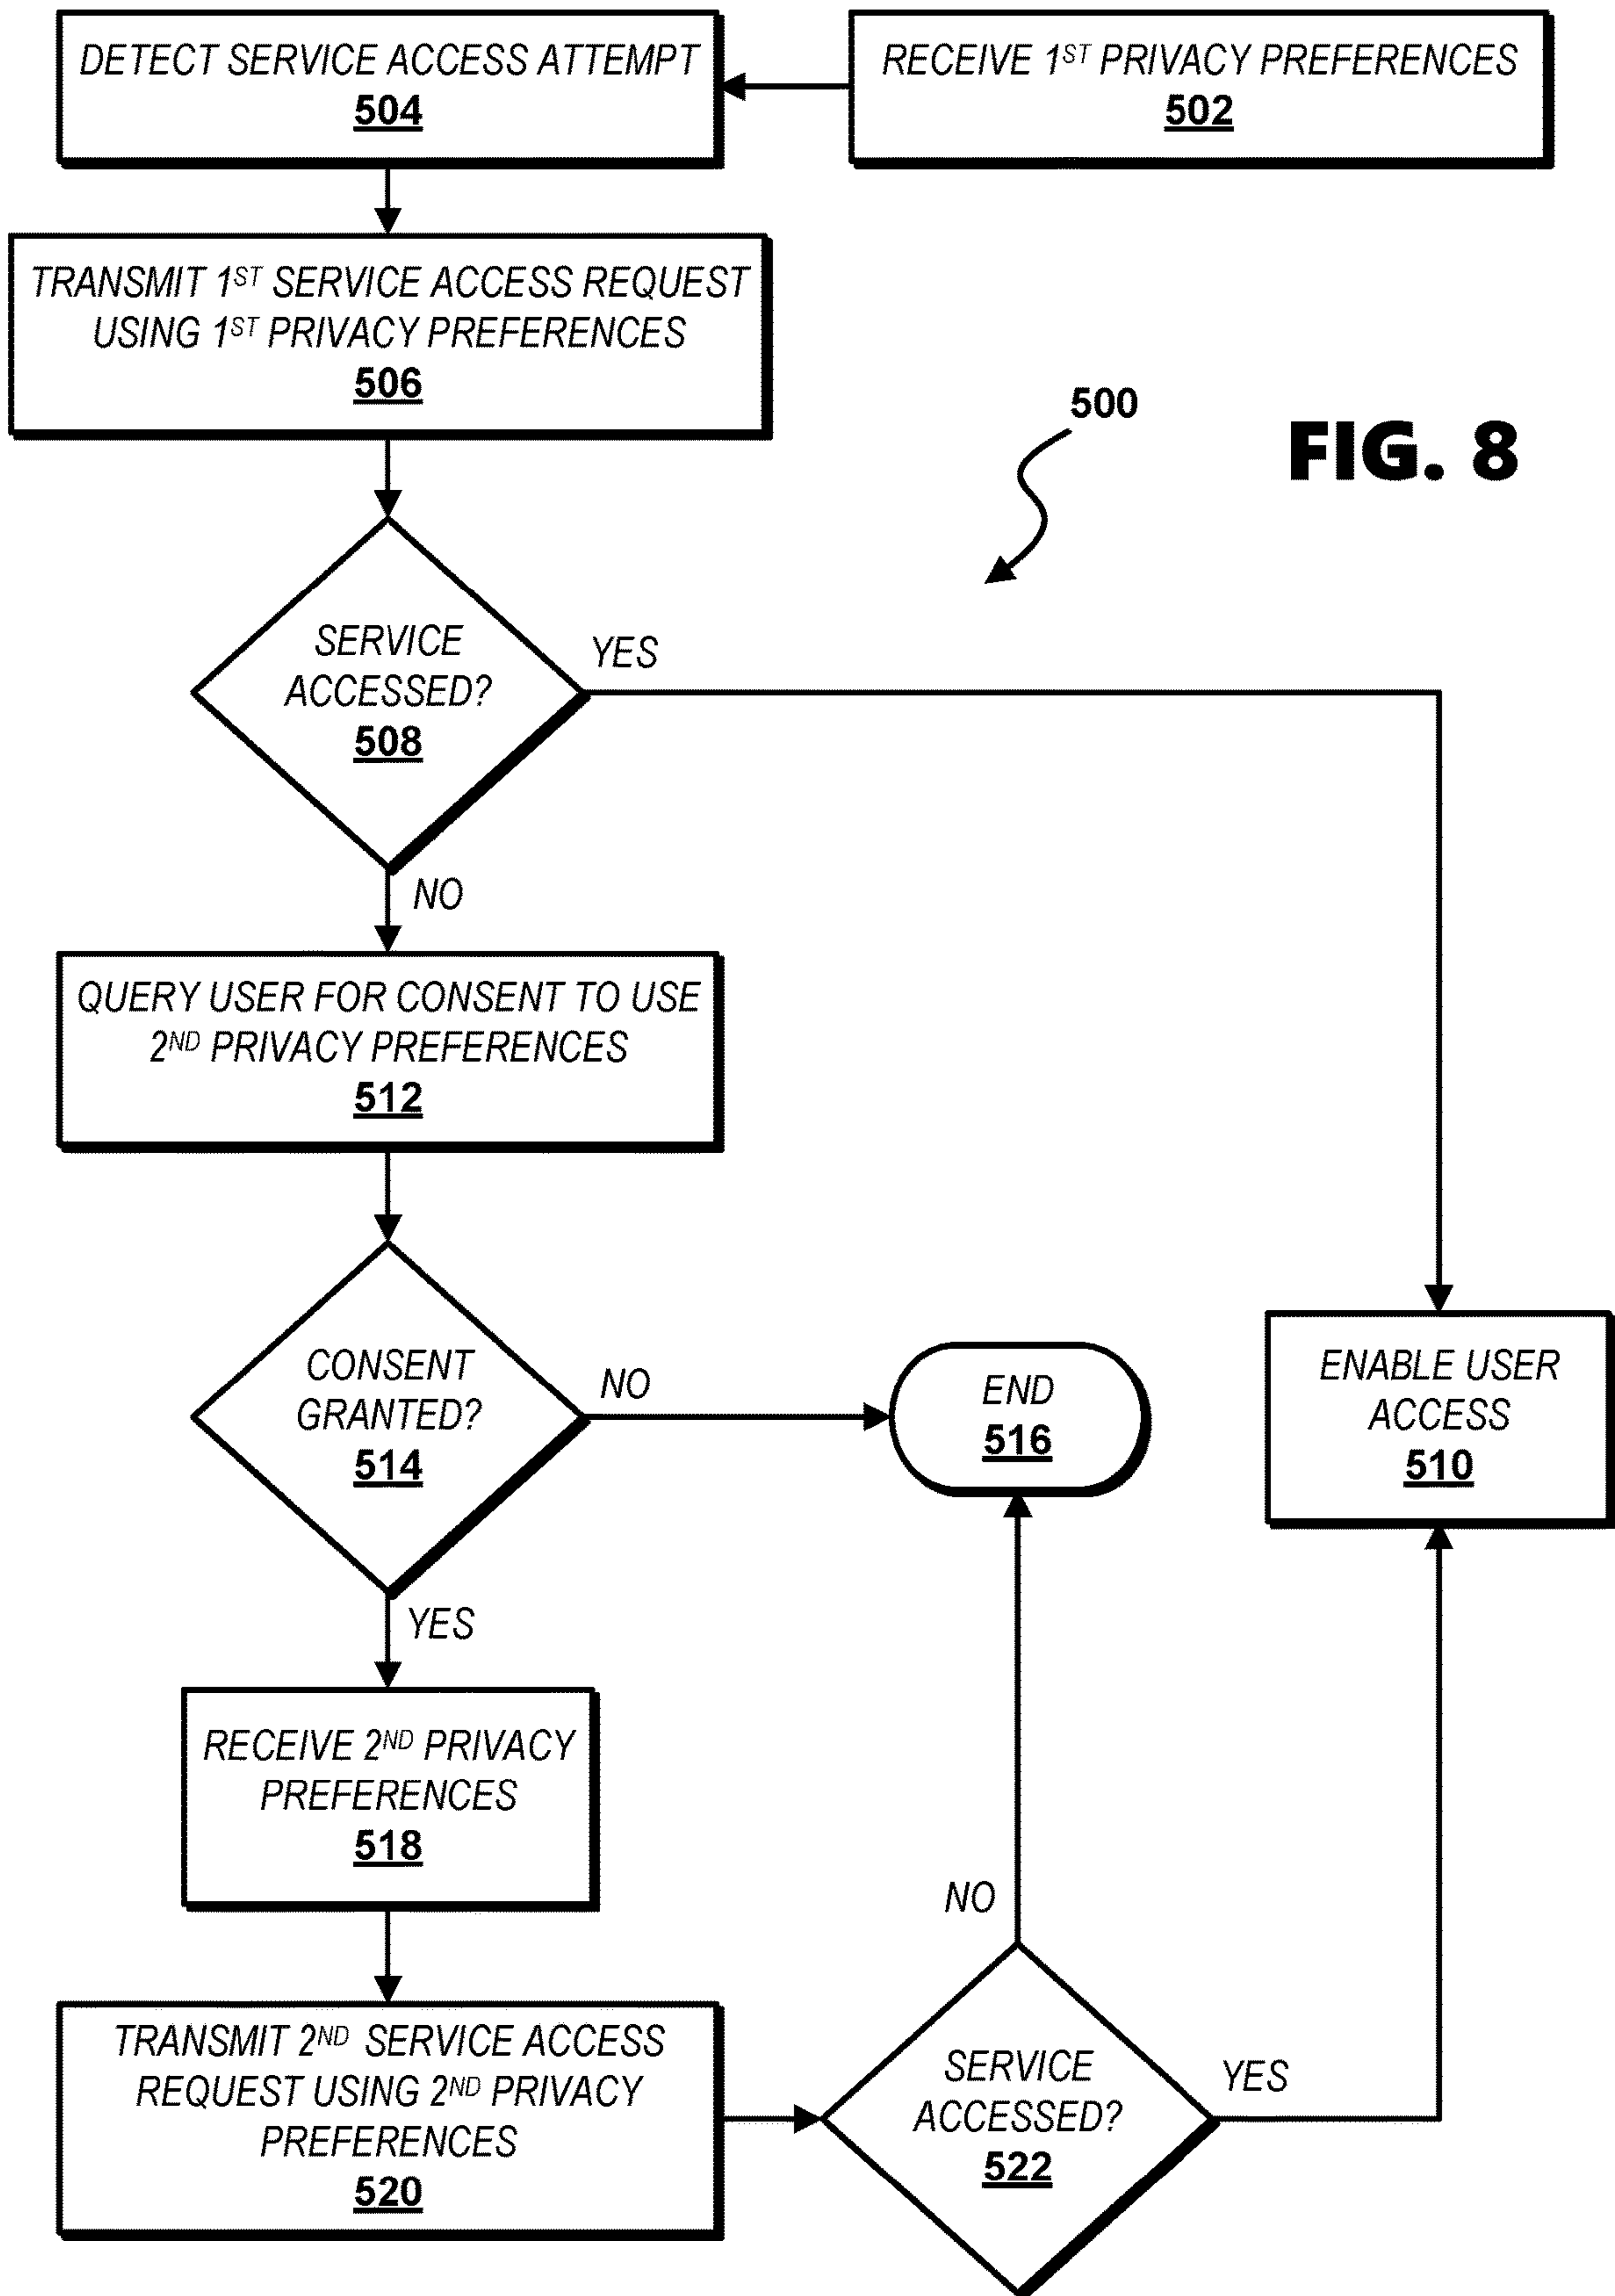 DETECT SERVICE ACCESS ATTEMPT
504
RECEIVE 1ST PRIVACY PREFERENCES
502
TRANSMIT 1ST SERVICE ACCESS REQUEST
USING 1ST PRIVACY PREFERENCES
506
500
FIG. 8
SERVICE
ACCESSED?
508
YES
NO
QUERY USER FOR CONSENT TO USE
2ND PRIVACY PREFERENCES
512
CONSENT
GRANTED?
514
NO
YES
END
516
ENABLE USER
ACCESS
510
RECEIVE 2ND PRIVACY
PREFERENCES
518
TRANSMIT 2ND SERVICE ACCESS
REQUEST USING 2ND PRIVACY
PREFERENCES
520
NO
SERVICE
ACCESSED?
522
YES